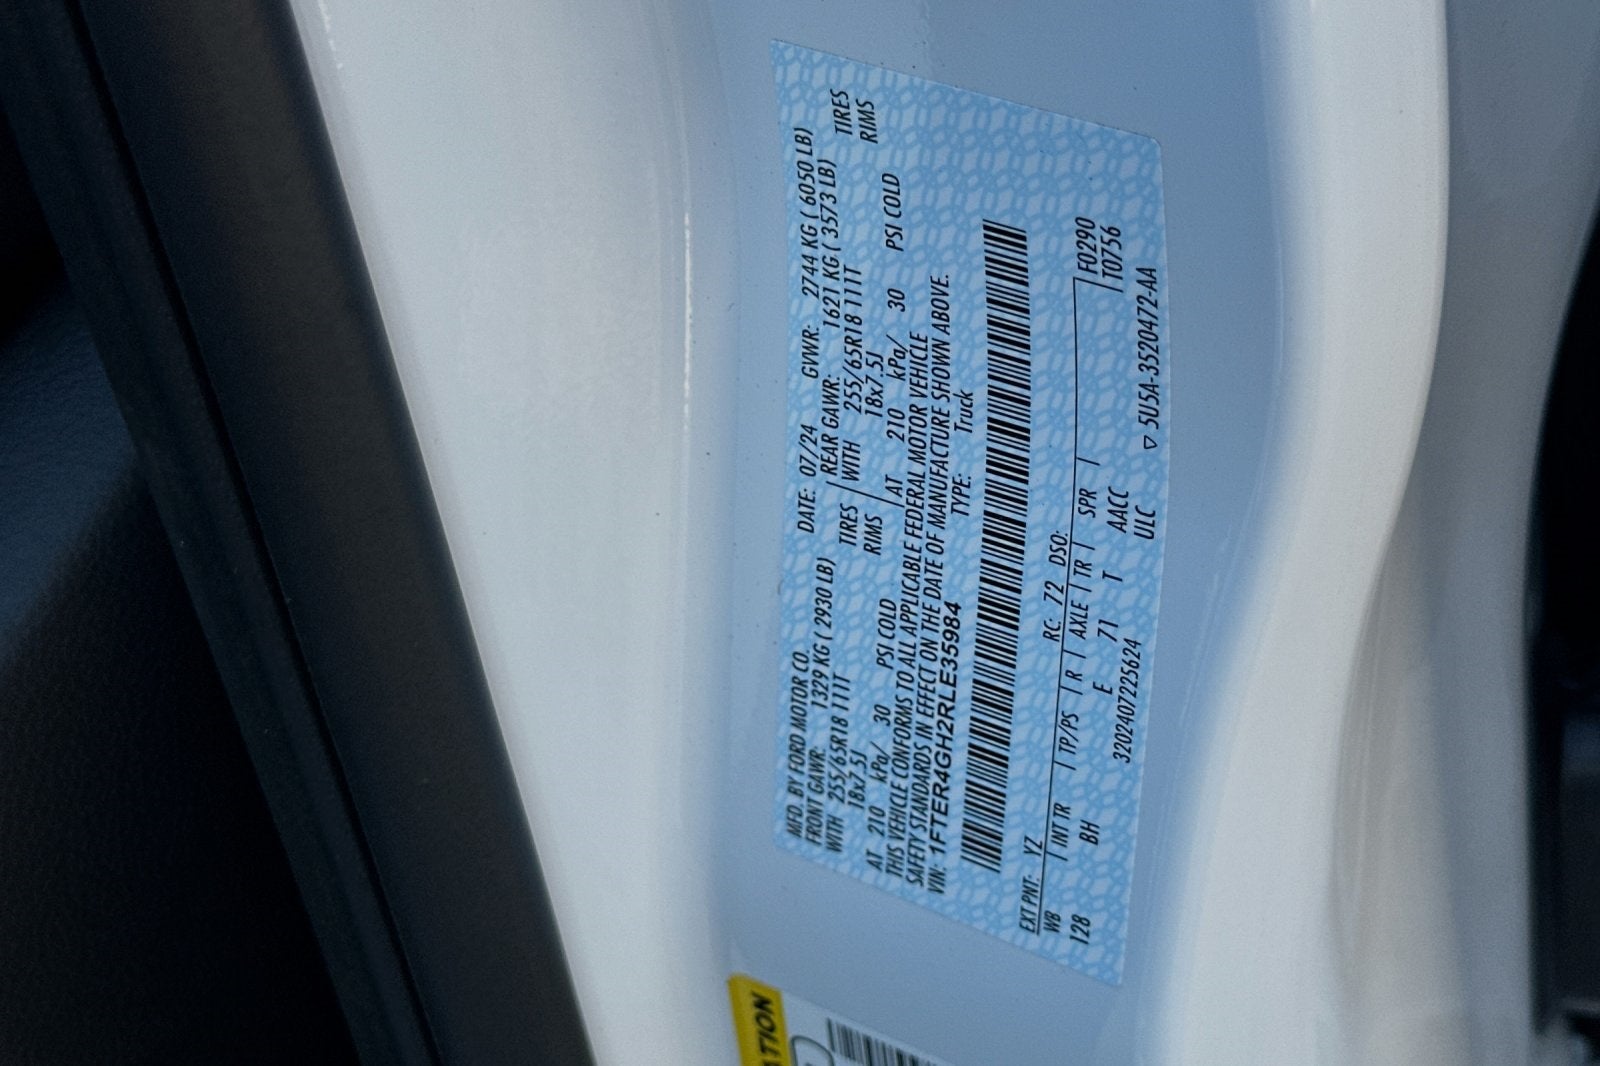 MFD. BY FORD MOTOR CO. DATE: 07/24 GVWR: 2744 KG ( 6050 LB)
FRONT GAWR: 1329 KG ( 2930 LB) REAR GAWR: 1621 KG ( 3573 LB)
WITH 255/65R18 111T TIRES WITH 255/65R18 111T TIRES
18x7.5J RIMS 18x7.5J RIMS
AT 210 kPa/ 30 PSI COLD AT 210 kPa/ 30 PSI COLD
THIS VEHICLE CONFORMS TO ALL APPLICABLE FEDERAL MOTOR VEHICLE
SAFETY STANDARDS IN EFFECT ON THE DATE OF MANUFACTURE SHOWN ABOVE.
VIN: 1FTER4GH2RLE35984 TYPE: Truck
EXT PNT: YZ RC: 72 DSO: F0290
WB INT TR TP/PS R AXLE TR SPR T0756
128 BH E 71 T AACC
3202407225624 ULC ▽ 5U5A-3520472-AA